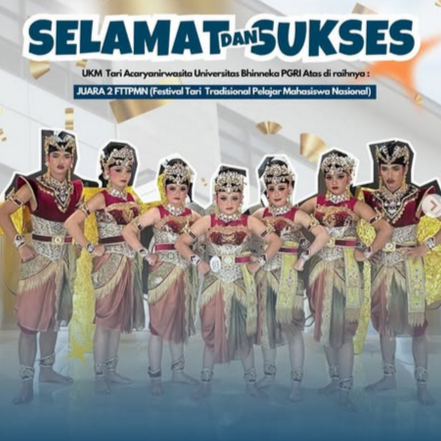 SELAMAT DAN SUKSES
UKM Tari Acaryanirwasita Universitas Bhinneka PGRI Atas di raihnya :
JUARA 2 FTTPMN (Festival Tari Tradisional Pelajar Mahasiswa Nasional)